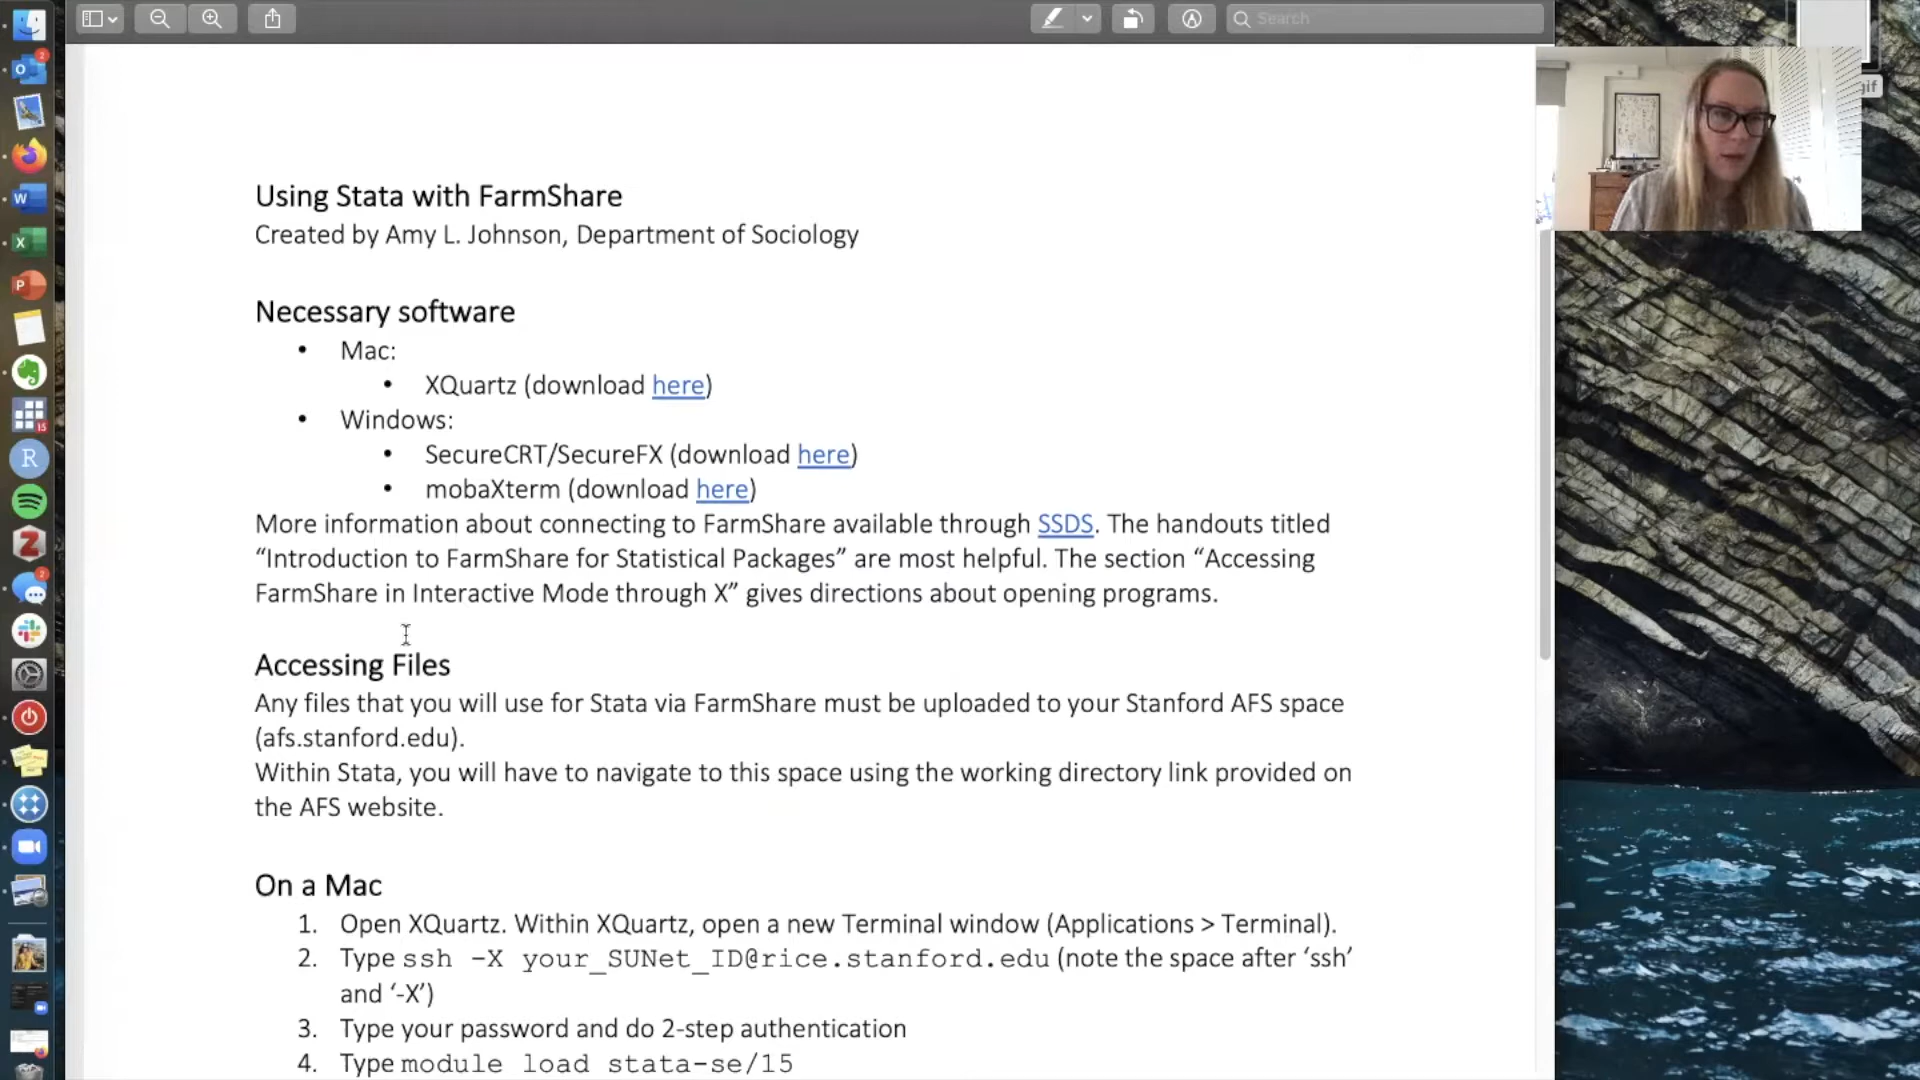 Search
gif
Using Stata with FarmShare
Created by Amy L. Johnson, Department of Sociology
Necessary software
• Mac:
• XQuartz (download here)
• Windows:
• SecureCRT/SecureFX (download here)
• mobaXterm (download here)
More information about connecting to FarmShare available through SSDS. The handouts titled
“Introduction to FarmShare for Statistical Packages” are most helpful. The section “Accessing
FarmShare in Interactive Mode through X” gives directions about opening programs.
Accessing Files
Any files that you will use for Stata via FarmShare must be uploaded to your Stanford AFS space
(afs.stanford.edu).
Within Stata, you will have to navigate to this space using the working directory link provided on
the AFS website.
On a Mac
1. Open XQuartz. Within XQuartz, open a new Terminal window (Applications > Terminal).
2. Type ssh -X your_SUNet_ID@rice.stanford.edu (note the space after ‘ssh’
and ‘-X’)
3. Type your password and do 2-step authentication
4. Type module load stata-se/15